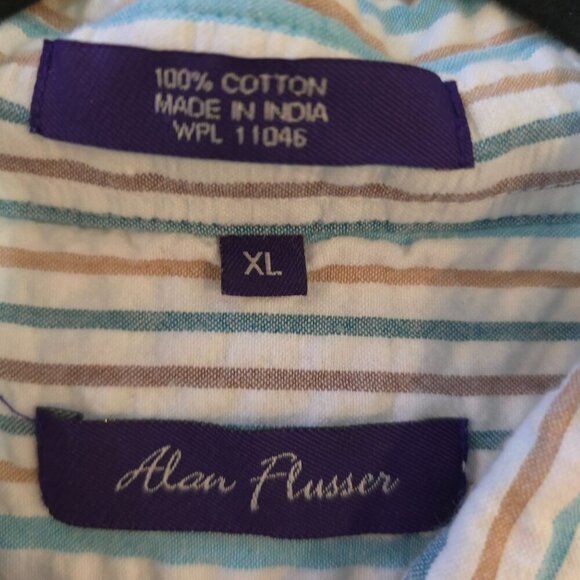 100% COTTON
MADE IN INDIA
WPL 11046
XL
Alan Flusser